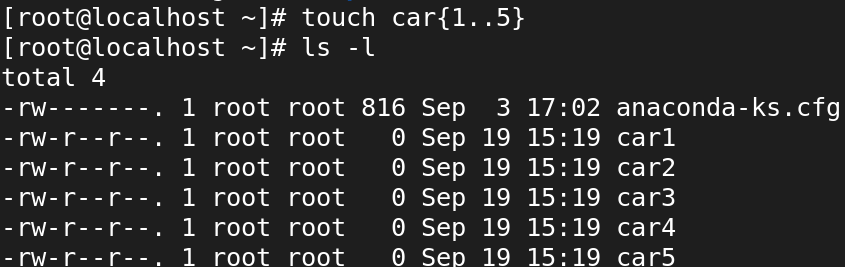 [root@localhost ~]# touch car{1..5}
[root@localhost ~]# ls -l
total 4
-rw-------. 1 root root 816 Sep  3 17:02 anaconda-ks.cfg
-rw-r--r--. 1 root root   0 Sep 19 15:19 car1
-rw-r--r--. 1 root root   0 Sep 19 15:19 car2
-rw-r--r--. 1 root root   0 Sep 19 15:19 car3
-rw-r--r--. 1 root root   0 Sep 19 15:19 car4
-rw-r--r--. 1 root root   0 Sep 19 15:19 car5